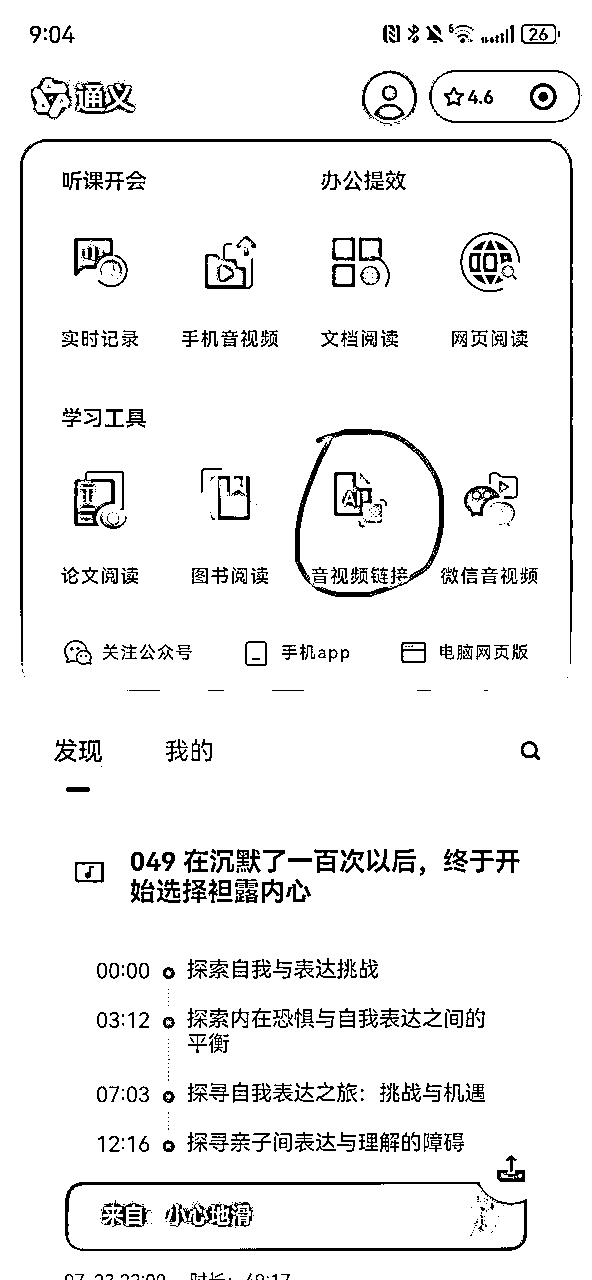 9:04
6
26
通义
4.6
听课开会 办公提效
实时记录 手机音视频 文档阅读 网页阅读
学习工具
A
论文阅读 图书阅读 音视频链接 微信音视频
关注公众号 手机app 电脑网页版
发现 我的
049 在沉默了一百次以后，终于开
始选择袒露内心
00:00 探索自我与表达挑战
03:12 探索内在恐惧与自我表达之间的
平衡
07:03 探寻自我表达之旅：挑战与机遇
12:16 探寻亲子间表达与理解的障碍
来自 小心地滑